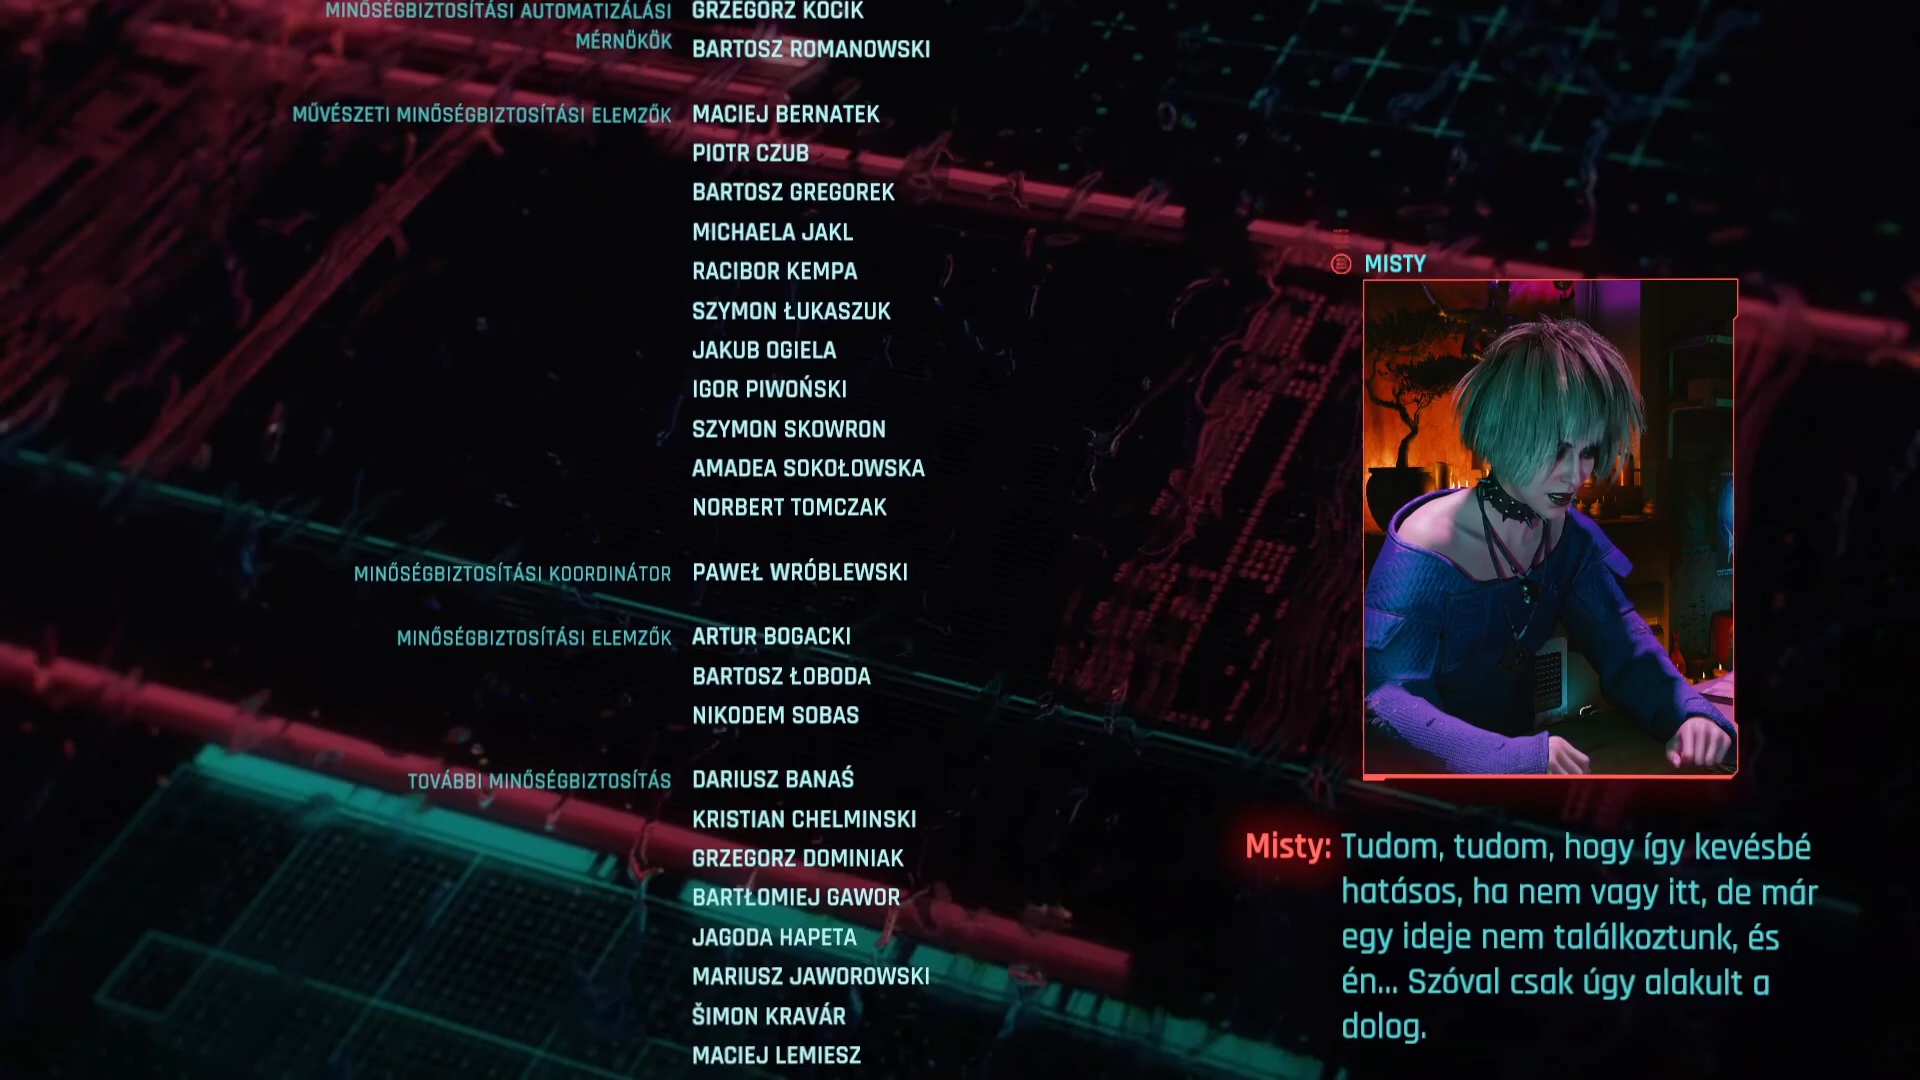 MINŐSÉGBIZTOSÍTÁSI AUTOMATIZÁLÁSI GRZEGORZ KOCIK
MÉRNÖKÖK BARTOSZ ROMANOWSKI
MŰVÉSZETI MINŐSÉGBIZTOSÍTÁSI ELEMZŐK MACIEJ BERNATEK
PIOTR CZUB
BARTOSZ GREGOREK
MICHAELA JAKL
RACIBOR KEMPA
SZYMON ŁUKASZUK
JAKUB OGIELA
IGOR PIWOŃSKI
SZYMON SKOWRON
AMADEA SOKOŁOWSKA
NORBERT TOMCZAK
MINŐSÉGBIZTOSÍTÁSI KOORDINÁTOR PAWEŁ WRÓBLEWSKI
MINŐSÉGBIZTOSÍTÁSI ELEMZŐK ARTUR BOGACKI
BARTOSZ ŁOBODA
NIKODEM SOBAS
TOVÁBBI MINŐSÉGBIZTOSÍTÁS DARIUSZ BANAŚ
KRISTIAN CHELMINSKI
GRZEGORZ DOMINIAK
BARTŁOMIEJ GAWOR
JAGODA HAPETA
MARIUSZ JAWOROWSKI
ŠIMON KRAVÁR
MACIEJ LEMIESZ
MISTY
Misty: Tudom, tudom, hogy így kevésbé
hatásos, ha nem vagy itt, de már
egy ideje nem találkoztunk, és
én... Szóval csak úgy alakult a
dolog.